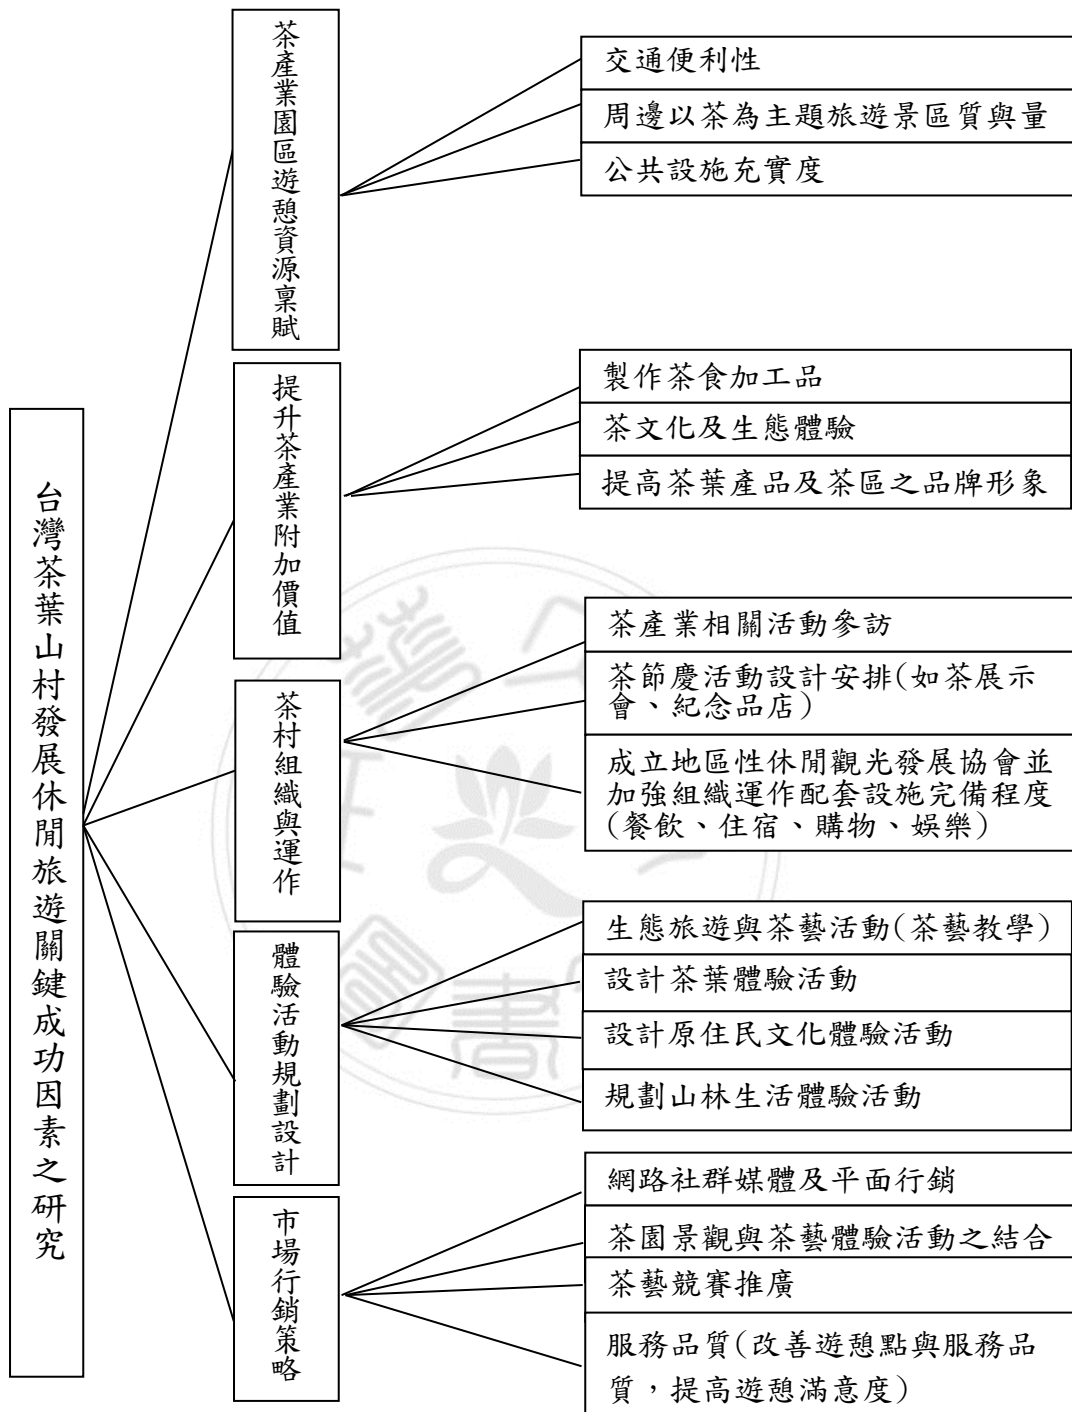 台灣茶葉山村發展休閒旅遊關鍵成功因素之研究
茶產業園區遊憩資源稟賦
交通便利性
周邊以茶為主題旅遊景區質與量
公共設施充實度
提升茶產業附加價值
製作茶食加工品
茶文化及生態體驗
提高茶葉產品及茶區之品牌形象
茶村組織與運作
茶產業相關活動參訪
茶節慶活動設計安排(如茶展示
會、紀念品店)
成立地區性休閒觀光發展協會並
加強組織運作配套設施完備程度
(餐飲、住宿、購物、娛樂)
體驗活動規劃設計
生態旅遊與茶藝活動(茶藝教學)
設計茶葉體驗活動
設計原住民文化體驗活動
規劃山林生活體驗活動
市場行銷策略
網路社群媒體及平面行銷
茶園景觀與茶藝體驗活動之結合
茶藝競賽推廣
服務品質(改善遊憩點與服務品
質，提高遊憩滿意度)